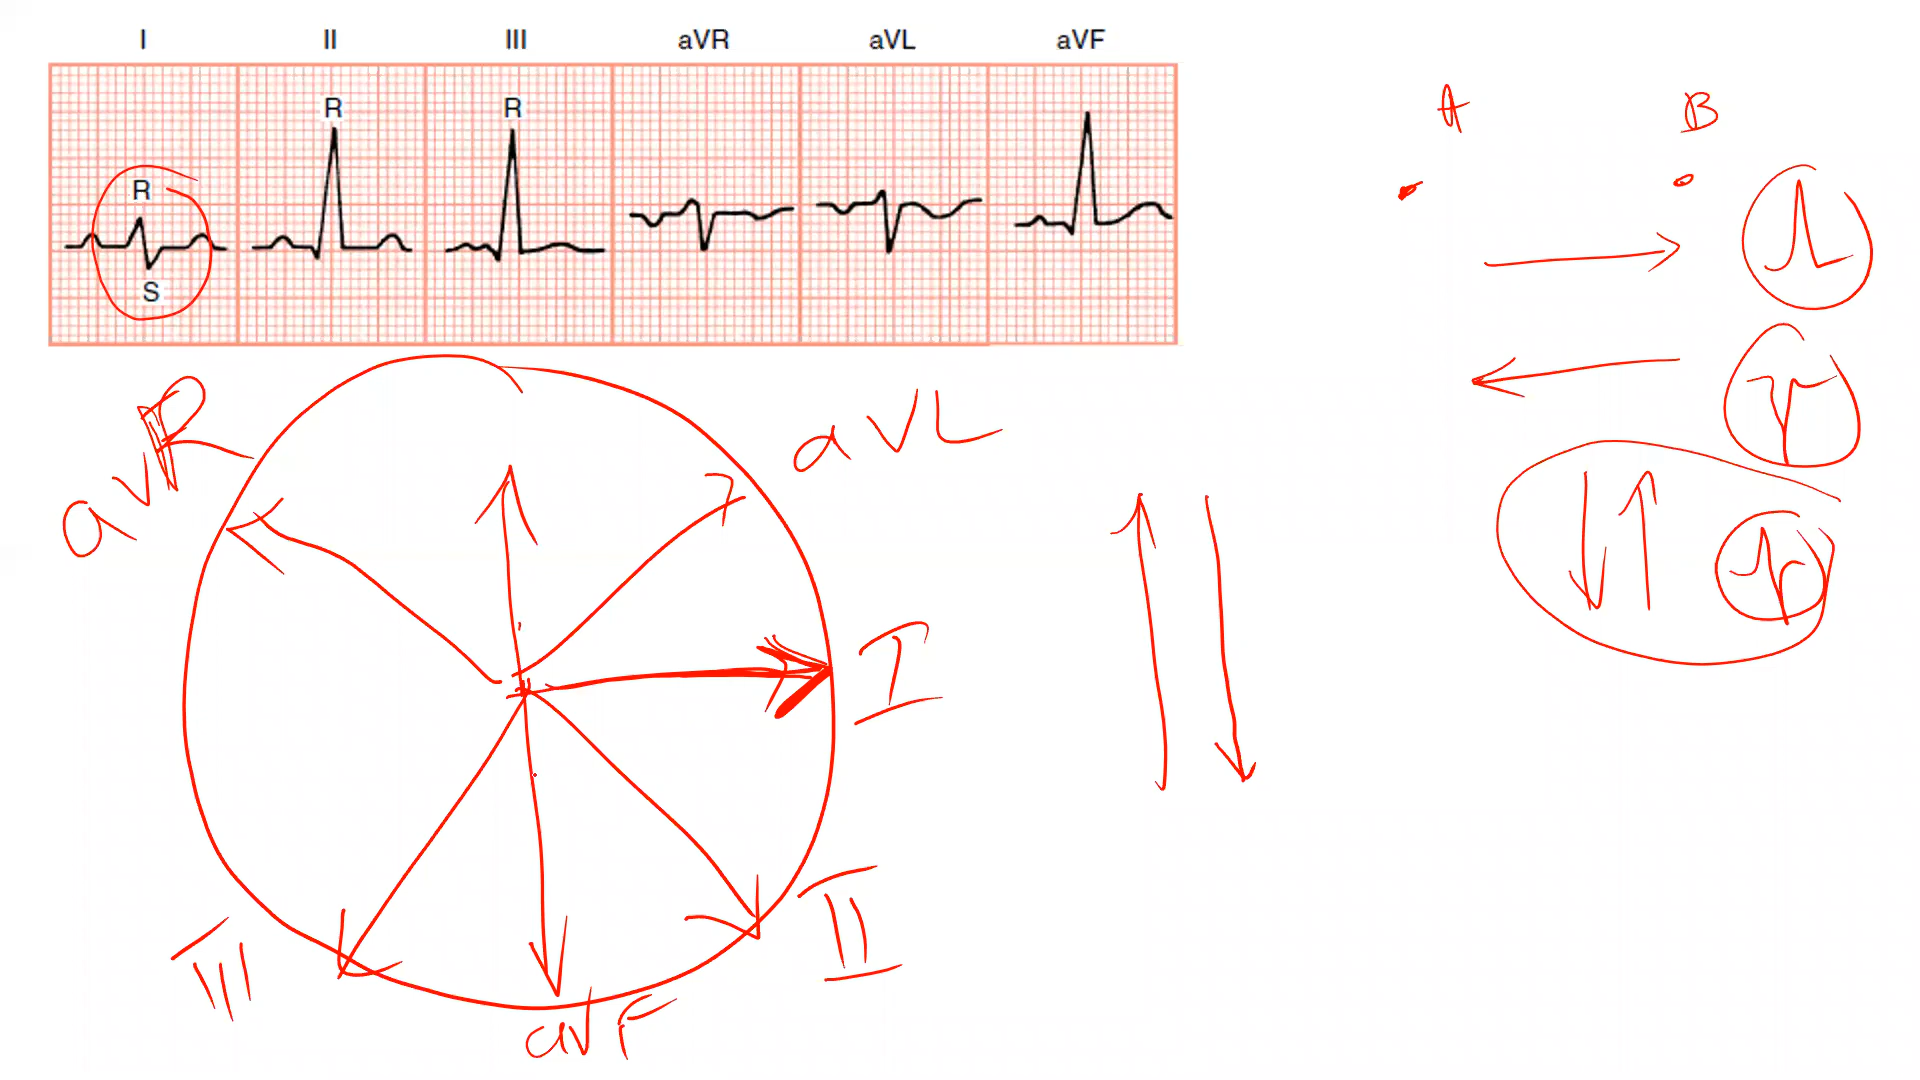 I II III aVR aVL aVF
R R
R
S
A B
aVR aVL
I
II
III
aVF